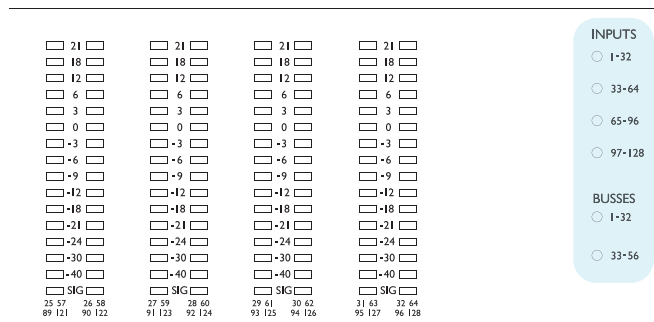 21 21 21 21
18 18 18 18
12 12 12 12
6 6 6 6
3 3 3 3
0 0 0 0
-3 -3 -3 -3
-6 -6 -6 -6
-9 -9 -9 -9
-12 -12 -12 -12
-18 -18 -18 -18
-21 -21 -21 -21
-24 -24 -24 -24
-30 -30 -30 -30
-40 -40 -40 -40
SIG SIG SIG SIG
25 57 26 58 27 59 28 60 29 61 30 62 31 63 32 64
89 121 90 122 91 123 92 124 93 125 94 126 95 127 96 128
INPUTS
1-32
33-64
65-96
97-128
BUSSES
1-32
33-56